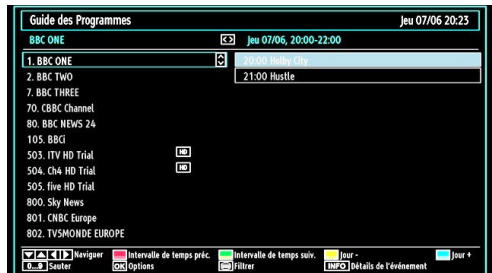 Guide des Programmes Jeu 07/06 20:23
BBC ONE <> Jeu 07/06, 20:00-22:00
1. BBC ONE 20:00 Holby City
2. BBC TWO 21:00 Hustle
7. BBC THREE
70. CBBC Channel
80. BBC NEWS 24
105. BBCi
503. ITV HD Trial HD
504. Ch4 HD Trial HD
505. five HD Trial
800. Sky News
801. CNBC Europe
802. TV5MONDE EUROPE
Naviguer Intervalle de temps préc. Intervalle de temps suiv. Jour - Jour +
0...9 Sauter OK Options Filtrer INFO Détails de l'événement